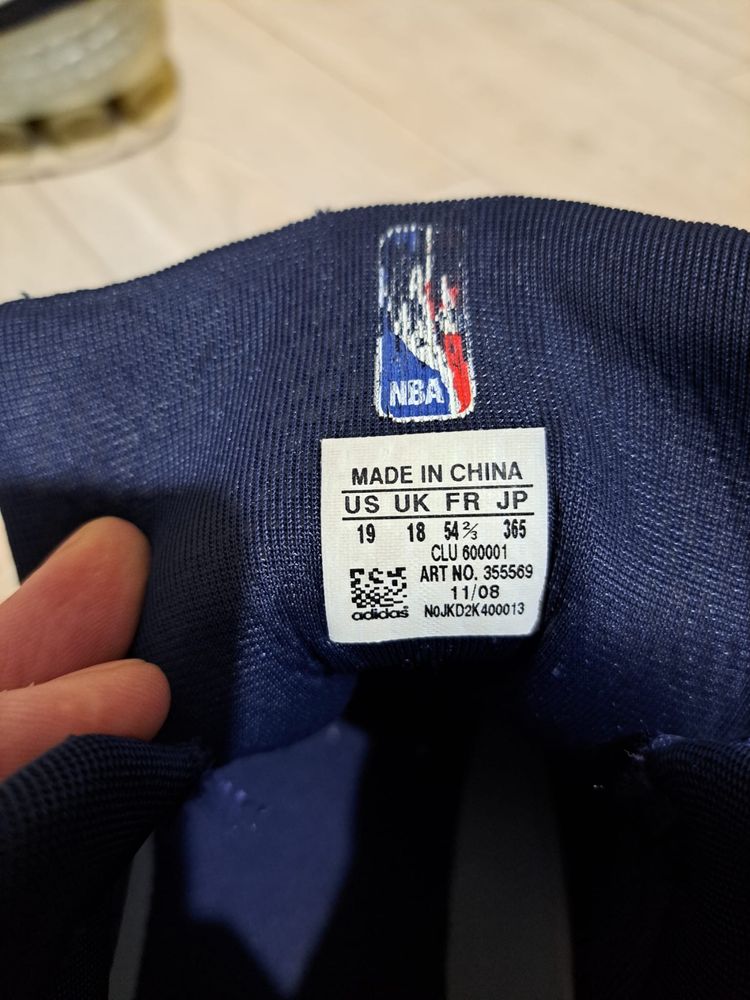 NBA
MADE IN CHINA
US UK FR JP
19 18 54 ⅔ 365
CLU 600001
ART NO. 355569
11/08
adidas N0JKD2K400013